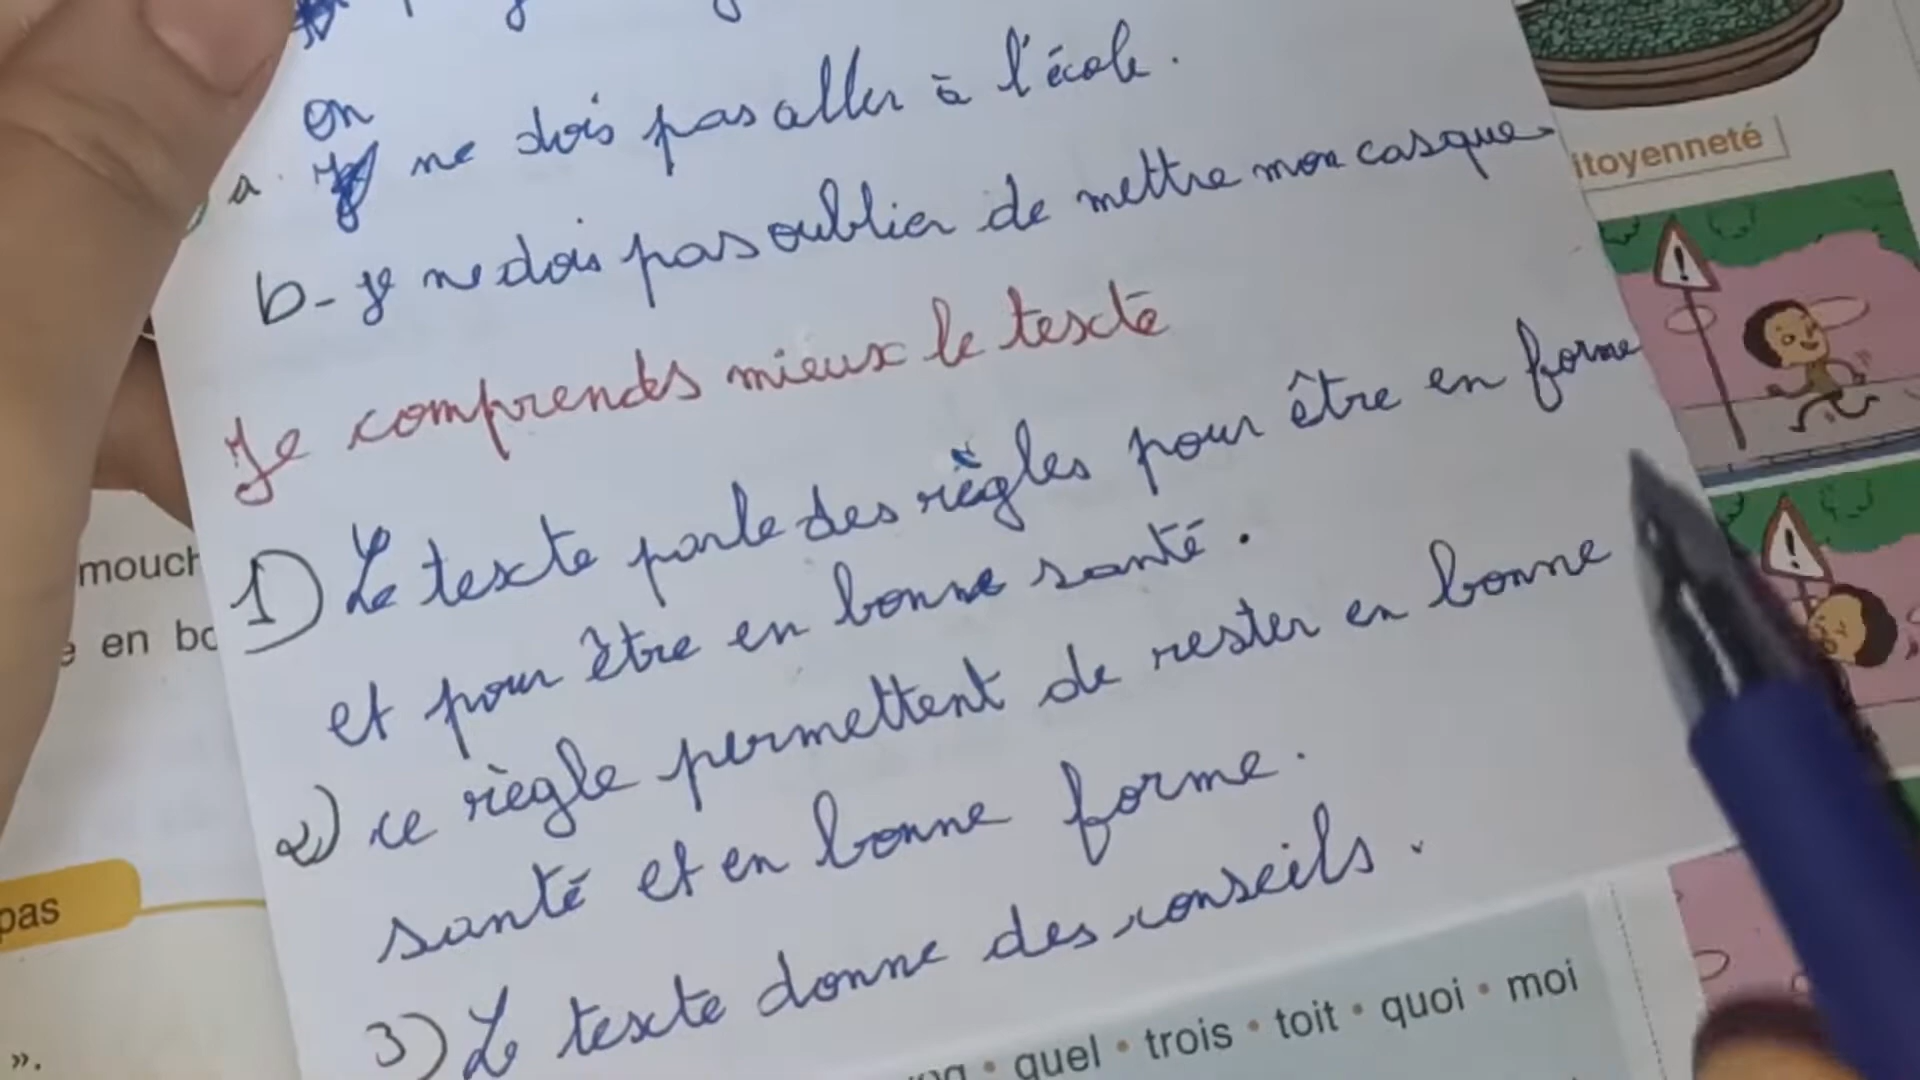 on
a. ne dois pas aller à l'école.
b- Je ne dois pas oublier de mettre mon casque
itoyenneté
Je comprends mieux le texte
1) Le texte parle des règles pour être en forme
et pour être en bonne santé.
2) ce règle permettent de rester en bonne
santé et en bonne forme.
3) Le texte donne des conseils.
mouch
e en bo
pas
».
quel • trois • toit • quoi • moi